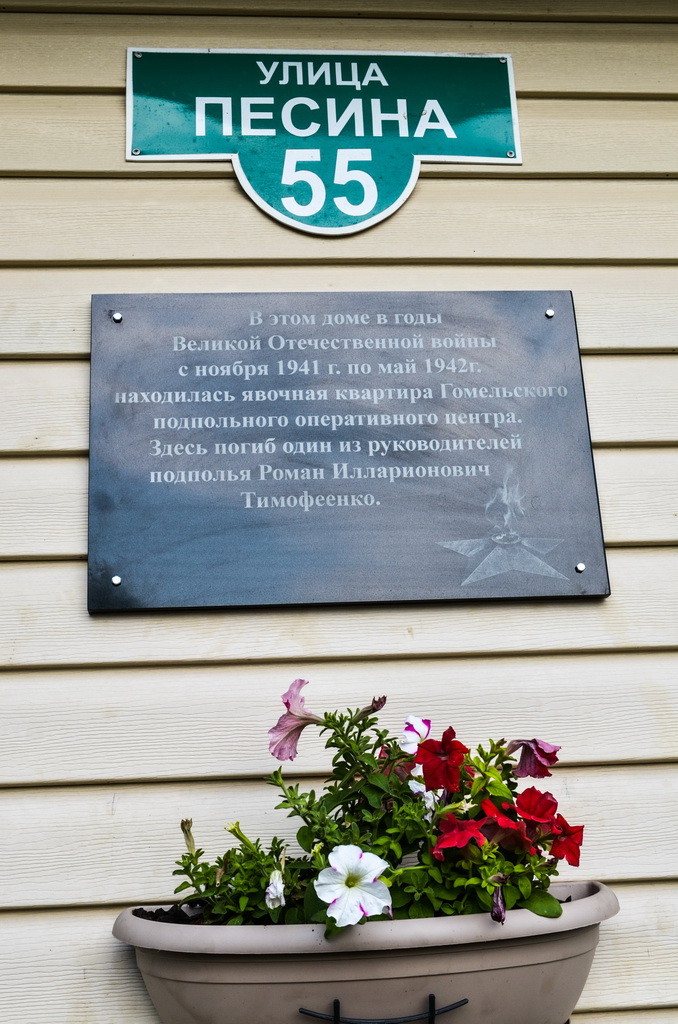 УЛИЦА
ПЕСИНА
55
В этом доме в годы
Великой Отечественной войны
с ноября 1941 г. по май 1942г.
находилась явочная квартира Гомельского
подпольного оперативного центра.
Здесь погиб один из руководителей
подполья Роман Илларионович
Тимофеенко.